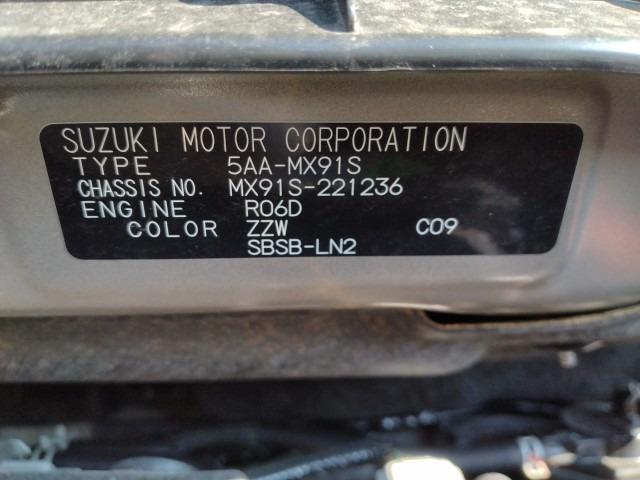 SUZUKI MOTOR CORPORATION
TYPE 5AA-MX91S
CHASSIS NO. MX91S-221236
ENGINE R06D
COLOR ZZW C09
SBSB-LN2